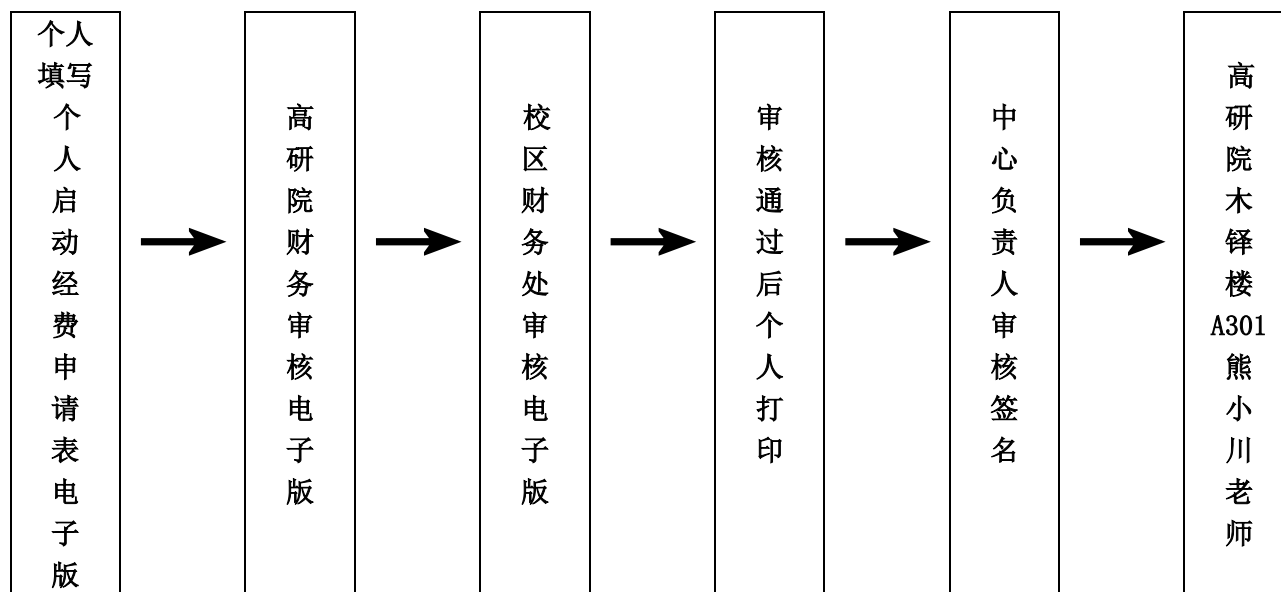 个人填写个人启动经费申请表电子版
高研院财务审核电子版
校区财务处审核电子版
审核通过后个人打印
中心负责人审核签名
高研院木铎楼A301熊小川老师